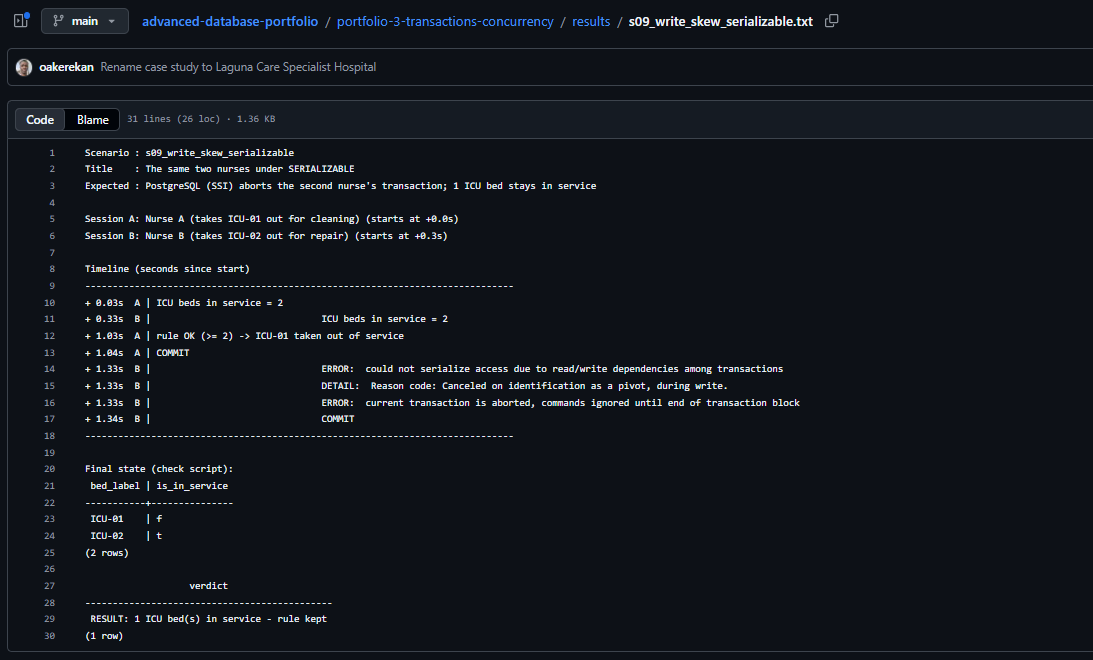 main
advanced-database-portfolio / portfolio-3-transactions-concurrency / results / s09_write_skew_serializable.txt
oakerekan Rename case study to Laguna Care Specialist Hospital
Code Blame 31 lines (26 loc) · 1.36 KB
1 Scenario : s09_write_skew_serializable
2 Title    : The same two nurses under SERIALIZABLE
3 Expected : PostgreSQL (SSI) aborts the second nurse's transaction; 1 ICU bed stays in service
4
5 Session A: Nurse A (takes ICU-01 out for cleaning) (starts at +0.0s)
6 Session B: Nurse B (takes ICU-02 out for repair) (starts at +0.3s)
7
8 Timeline (seconds since start)
9 ------------------------------------------------------------------------------
10 + 0.03s  A | ICU beds in service = 2
11 + 0.33s  B |                               ICU beds in service = 2
12 + 1.03s  A | rule OK (>= 2) -> ICU-01 taken out of service
13 + 1.04s  A | COMMIT
14 + 1.33s  B |                               ERROR:  could not serialize access due to read/write dependencies among transactions
15 + 1.33s  B |                               DETAIL:  Reason code: Canceled on identification as a pivot, during write.
16 + 1.33s  B |                               ERROR:  current transaction is aborted, commands ignored until end of transaction block
17 + 1.34s  B |                               COMMIT
18 ------------------------------------------------------------------------------
19
20 Final state (check script):
21  bed_label | is_in_service
22 -----------+---------------
23  ICU-01    | f
24  ICU-02    | t
25 (2 rows)
26
27                    verdict
28 ---------------------------------------------
29  RESULT: 1 ICU bed(s) in service - rule kept
30 (1 row)